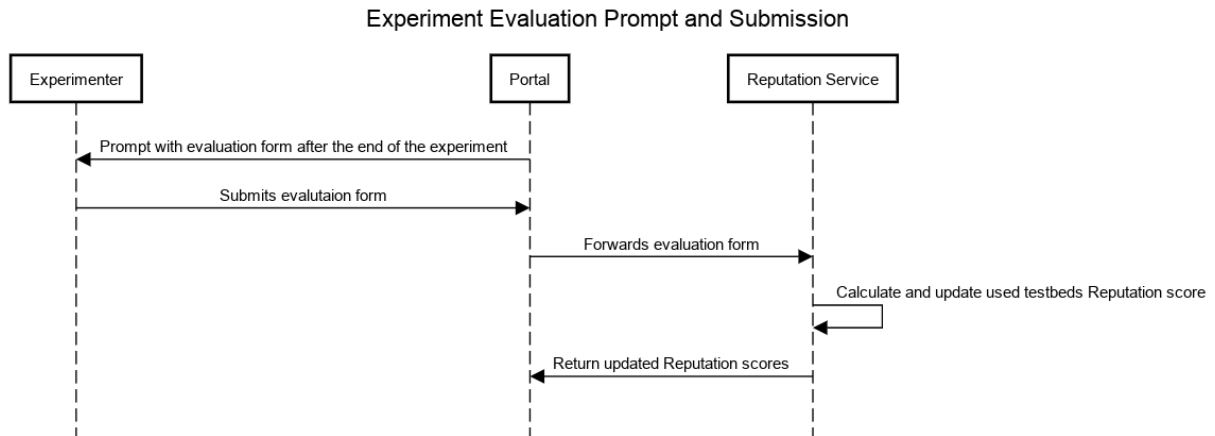 Experiment Evaluation Prompt and Submission
Experimenter
Portal
Reputation Service
Prompt with evaluation form after the end of the experiment
Submits evalutaion form
Forwards evaluation form
Calculate and update used testbeds Reputation score
Return updated Reputation scores